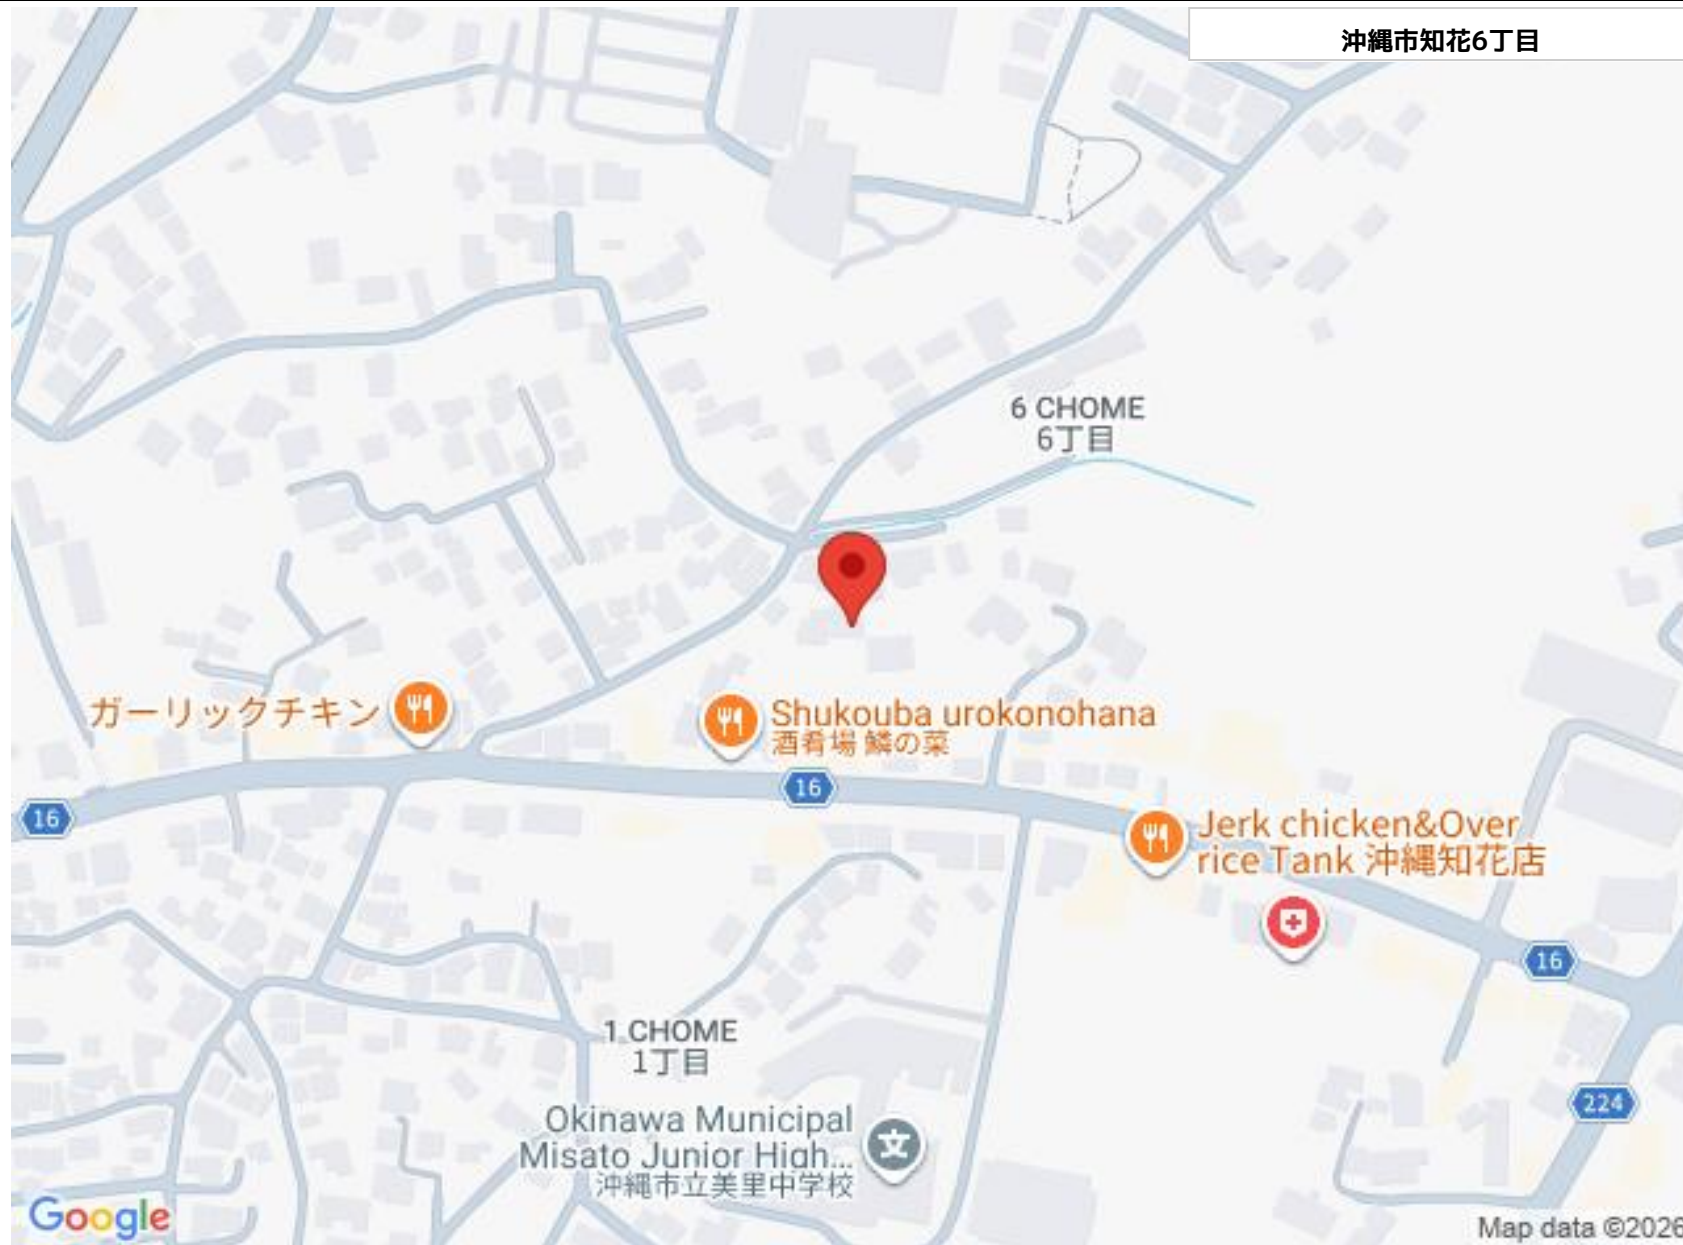 沖縄市知花6丁目
6 CHOME
6丁目
ガーリックチキン
Shukouba urokonohana
酒肴場 鱗の菜
16
16
Jerk chicken&Over
rice Tank 沖縄知花店
16
1 CHOME
1丁目
224
Okinawa Municipal
Misato Junior High...
沖縄市立美里中学校
文
Google
Map data ©2026